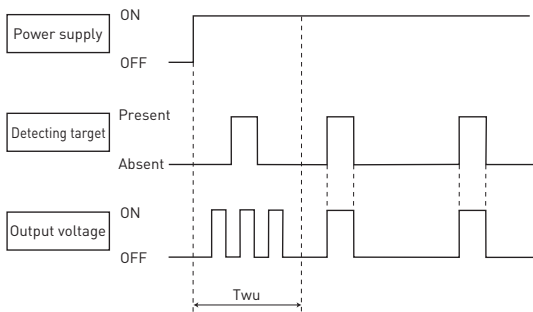 ON
Power supply
OFF
Present
Detecting target
Absent
ON
Output voltage
OFF
Twu